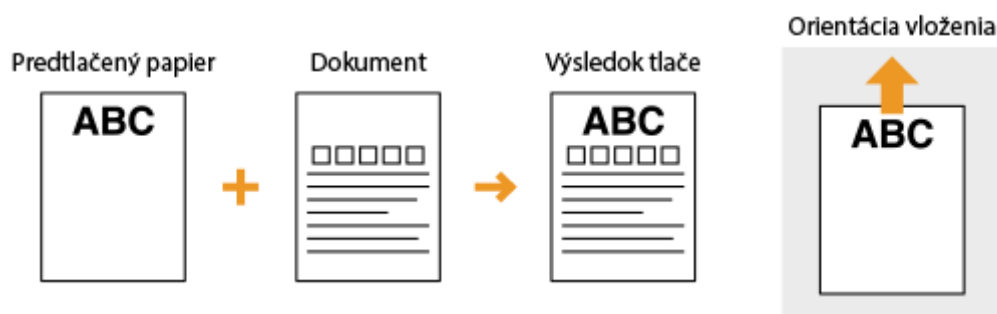 Orientácia vloženia
Predtlačený papier
Dokument
Výsledok tlače
ABC
ABC
ABC